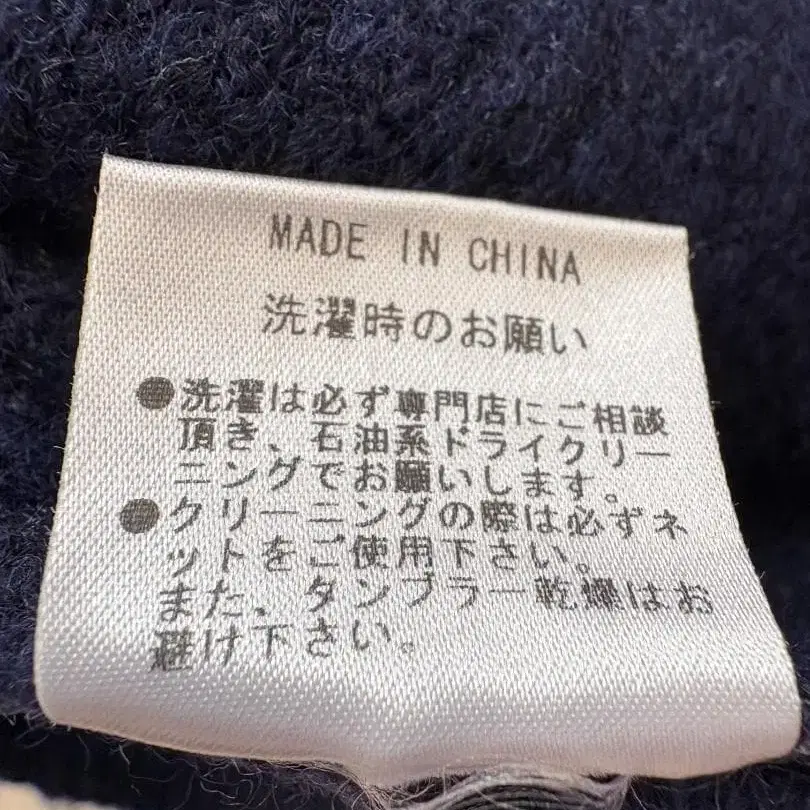 MADE IN CHINA
洗濯時のお願い
●洗濯は必ず専門店にご相談
頂き、石油系ドライクリー
ニングでお願いします。
●クリーニングの際は必ずネ
ットをご使用下さい。
また、タンブラー乾燥はお
避け下さい。